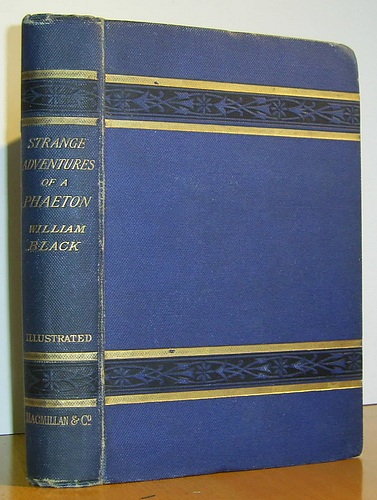 STRANGE
ADVENTURES
OF A
PHAETON
WILLIAM
BLACK
ILLUSTRATED
MACMILLAN & Co